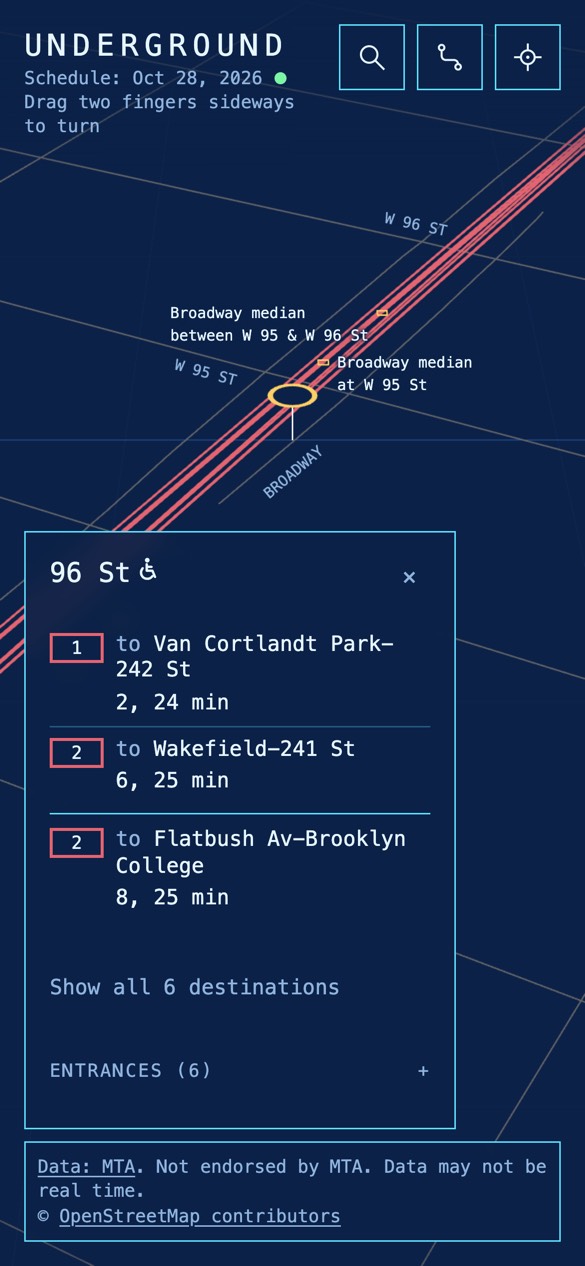 UNDERGROUND
Schedule: Oct 28, 2026
Drag two fingers sideways
to turn
W 96 ST
Broadway median
between W 95 & W 96 St
W 95 ST
Broadway median
at W 95 St
BROADWAY
96 St
×
1
to Van Cortlandt Park–
242 St
2, 24 min
2
to Wakefield–241 St
6, 25 min
2
to Flatbush Av–Brooklyn
College
8, 25 min
Show all 6 destinations
ENTRANCES (6) +
Data: MTA. Not endorsed by MTA. Data may not be
real time.
© OpenStreetMap contributors